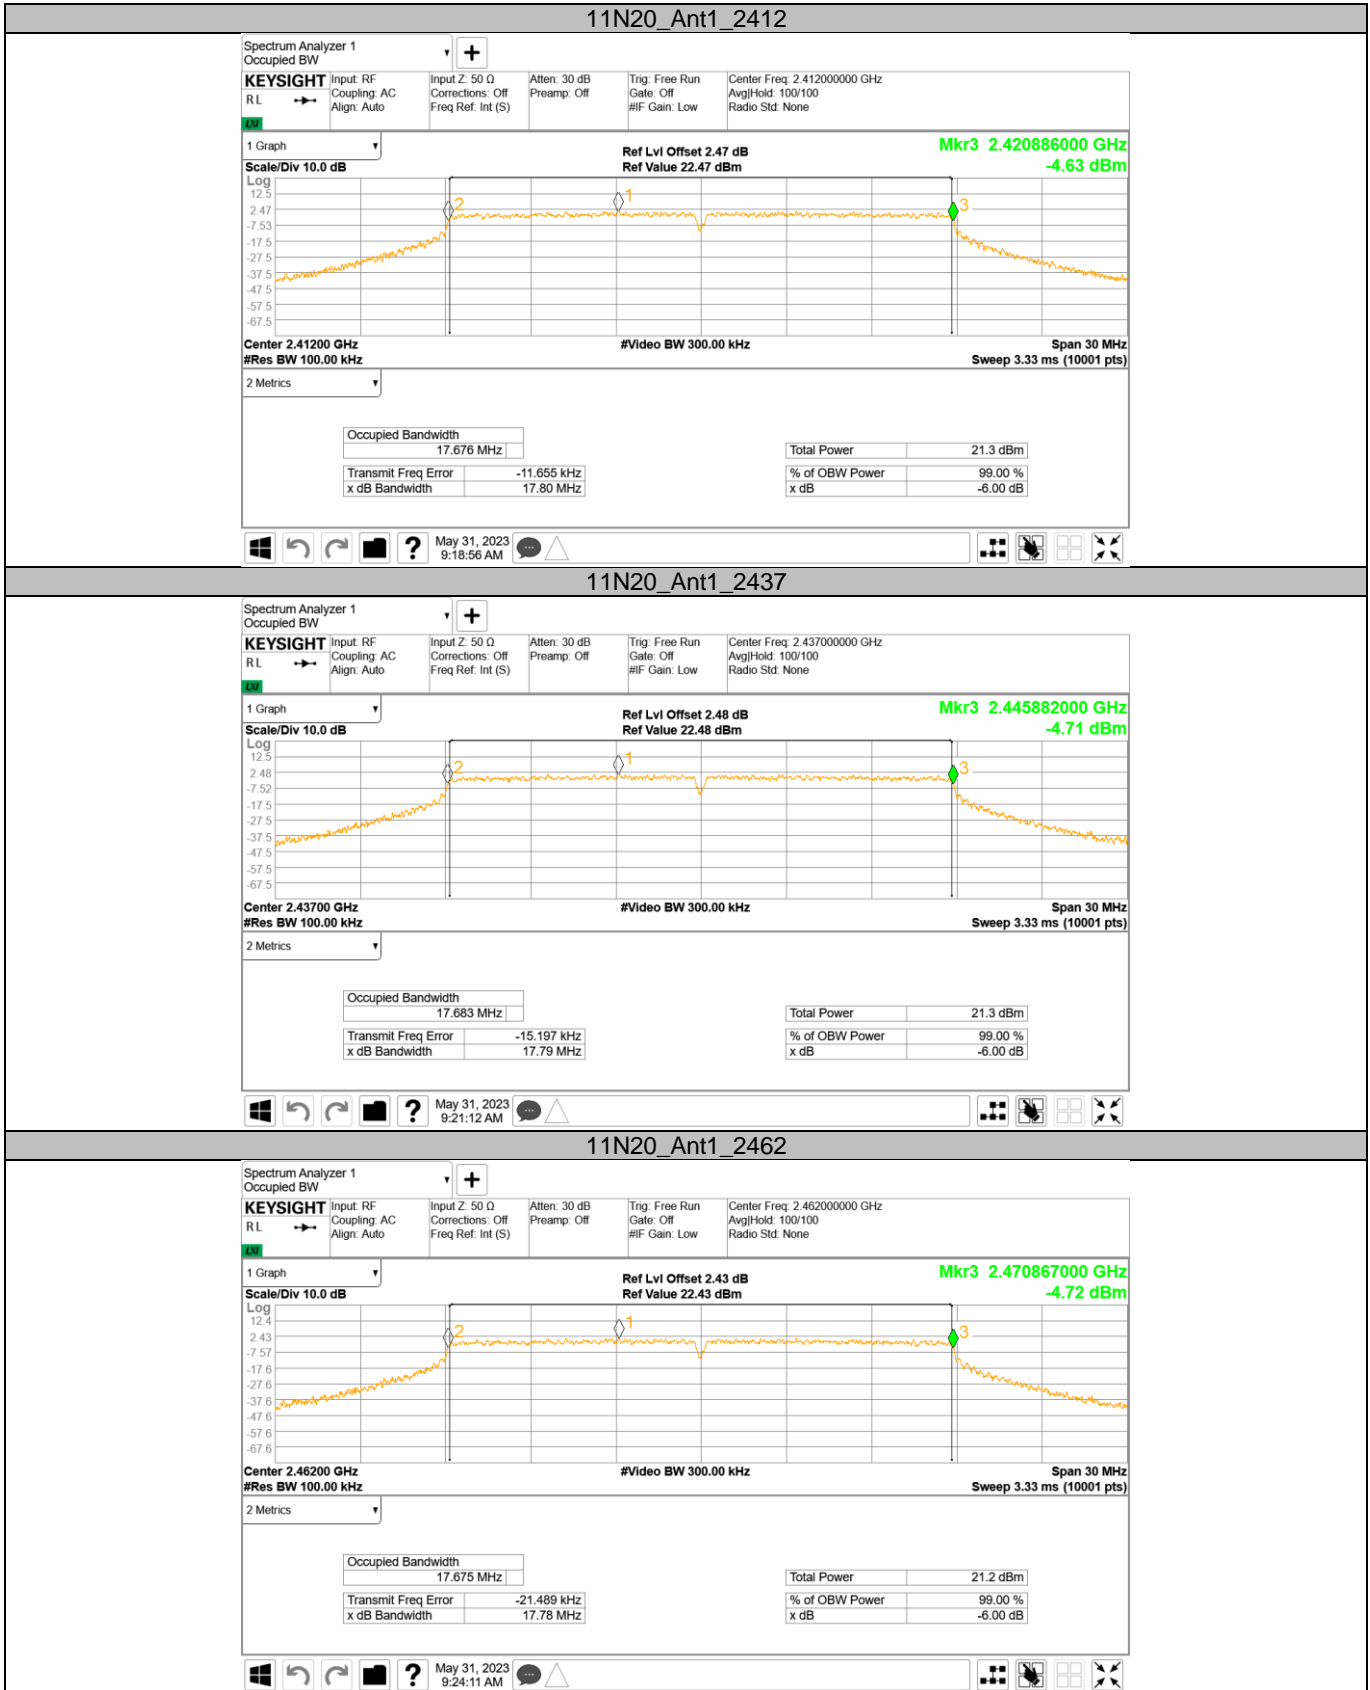 11N20_Ant1_2412
Spectrum Analyzer 1
Occupied BW
KEYSIGHT
RL
LXI
Input: RF
Coupling: AC
Align: Auto
Input Z: 50 Ω
Corrections: Off
Freq Ref: Int (S)
Atten: 30 dB
Preamp: Off
Trig: Free Run
Gate: Off
#IF Gain: Low
Center Freq: 2.412000000 GHz
Avg|Hold: 100/100
Radio Std: None
1 Graph
Scale/Div 10.0 dB
Ref Lvl Offset 2.47 dB
Ref Value 22.47 dBm
Mkr3 2.420886000 GHz
-4.63 dBm
Log
12.5
2.47
-7.53
-17.5
-27.5
-37.5
-47.5
-57.5
-67.5
2
1
3
Center 2.41200 GHz
#Res BW 100.00 kHz
#Video BW 300.00 kHz
Span 30 MHz
Sweep 3.33 ms (10001 pts)
2 Metrics
Occupied Bandwidth
17.676 MHz
Transmit Freq Error -11.655 kHz
x dB Bandwidth 17.80 MHz
Total Power 21.3 dBm
% of OBW Power 99.00 %
x dB -6.00 dB
May 31, 2023
9:18:56 AM
11N20_Ant1_2437
Spectrum Analyzer 1
Occupied BW
KEYSIGHT
RL
LXI
Input: RF
Coupling: AC
Align: Auto
Input Z: 50 Ω
Corrections: Off
Freq Ref: Int (S)
Atten: 30 dB
Preamp: Off
Trig: Free Run
Gate: Off
#IF Gain: Low
Center Freq: 2.437000000 GHz
Avg|Hold: 100/100
Radio Std: None
1 Graph
Scale/Div 10.0 dB
Ref Lvl Offset 2.48 dB
Ref Value 22.48 dBm
Mkr3 2.445882000 GHz
-4.71 dBm
Log
12.5
2.48
-7.52
-17.5
-27.5
-37.5
-47.5
-57.5
-67.5
2
1
3
Center 2.43700 GHz
#Res BW 100.00 kHz
#Video BW 300.00 kHz
Span 30 MHz
Sweep 3.33 ms (10001 pts)
2 Metrics
Occupied Bandwidth
17.683 MHz
Transmit Freq Error -15.197 kHz
x dB Bandwidth 17.79 MHz
Total Power 21.3 dBm
% of OBW Power 99.00 %
x dB -6.00 dB
May 31, 2023
9:21:12 AM
11N20_Ant1_2462
Spectrum Analyzer 1
Occupied BW
KEYSIGHT
RL
LXI
Input: RF
Coupling: AC
Align: Auto
Input Z: 50 Ω
Corrections: Off
Freq Ref: Int (S)
Atten: 30 dB
Preamp: Off
Trig: Free Run
Gate: Off
#IF Gain: Low
Center Freq: 2.462000000 GHz
Avg|Hold: 100/100
Radio Std: None
1 Graph
Scale/Div 10.0 dB
Ref Lvl Offset 2.43 dB
Ref Value 22.43 dBm
Mkr3 2.470867000 GHz
-4.72 dBm
Log
12.4
2.43
-7.57
-17.6
-27.6
-37.6
-47.6
-57.6
-67.6
2
1
3
Center 2.46200 GHz
#Res BW 100.00 kHz
#Video BW 300.00 kHz
Span 30 MHz
Sweep 3.33 ms (10001 pts)
2 Metrics
Occupied Bandwidth
17.675 MHz
Transmit Freq Error -21.489 kHz
x dB Bandwidth 17.78 MHz
Total Power 21.2 dBm
% of OBW Power 99.00 %
x dB -6.00 dB
May 31, 2023
9:24:11 AM